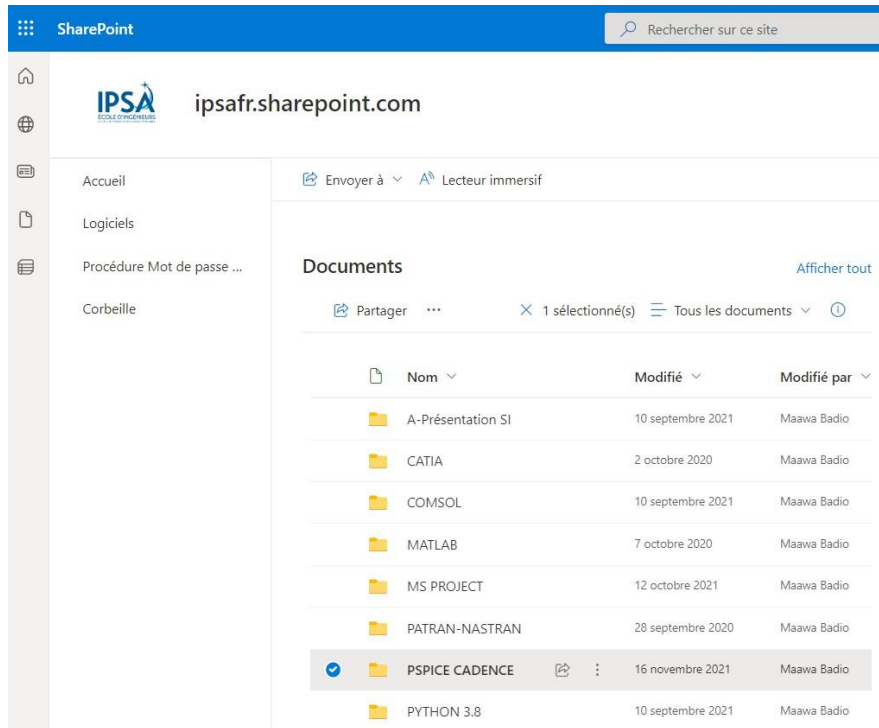 SharePoint
Rechercher sur ce site
IPSA
ÉCOLE D'INGÉNIEURS
ipsafr.sharepoint.com
Accueil
Logiciels
Procédure Mot de passe ...
Corbeille
Envoyer à
Lecteur immersif
Documents
Afficher tout
Partager ... 1 sélectionné(s) Tous les documents
Nom Modifié Modifié par
A-Présentation SI 10 septembre 2021 Maawa Badio
CATIA 2 octobre 2020 Maawa Badio
COMSOL 10 septembre 2021 Maawa Badio
MATLAB 7 octobre 2020 Maawa Badio
MS PROJECT 12 octobre 2021 Maawa Badio
PATRAN-NASTRAN 28 septembre 2020 Maawa Badio
PSPICE CADENCE 16 novembre 2021 Maawa Badio
PYTHON 3.8 10 septembre 2021 Maawa Badio